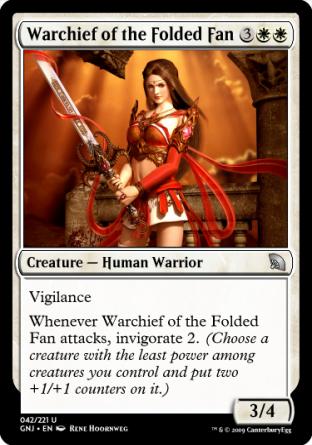 Warchief of the Folded Fan 3
Creature — Human Warrior
Vigilance
Whenever Warchief of the Folded
Fan attacks, invigorate 2. (Choose a
creature with the least power among
creatures you control and put two
+1/+1 counters on it.)
3/4
042/221 U
GNJ • EN Rene Hoornweg
™ & © 2019 CanterburyEgg